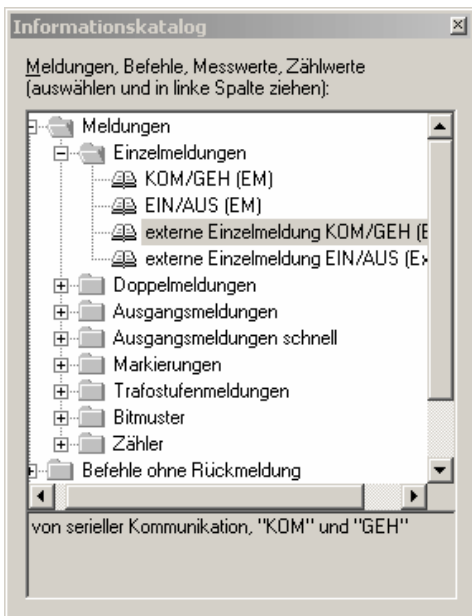 Informationskatalog
Meldungen, Befehle, Messwerte, Zählwerte
(auswählen und in linke Spalte ziehen):
Meldungen
Einzelmeldungen
KOM/GEH (EM)
EIN/AUS (EM)
externe Einzelmeldung KOM/GEH (E
externe Einzelmeldung EIN/AUS (Ex
Doppelmeldungen
Ausgangsmeldungen
Ausgangsmeldungen schnell
Markierungen
Trafostufenmeldungen
Bitmuster
Zähler
Befehle ohne Rückmeldung
von serieller Kommunikation, "KOM" und "GEH"